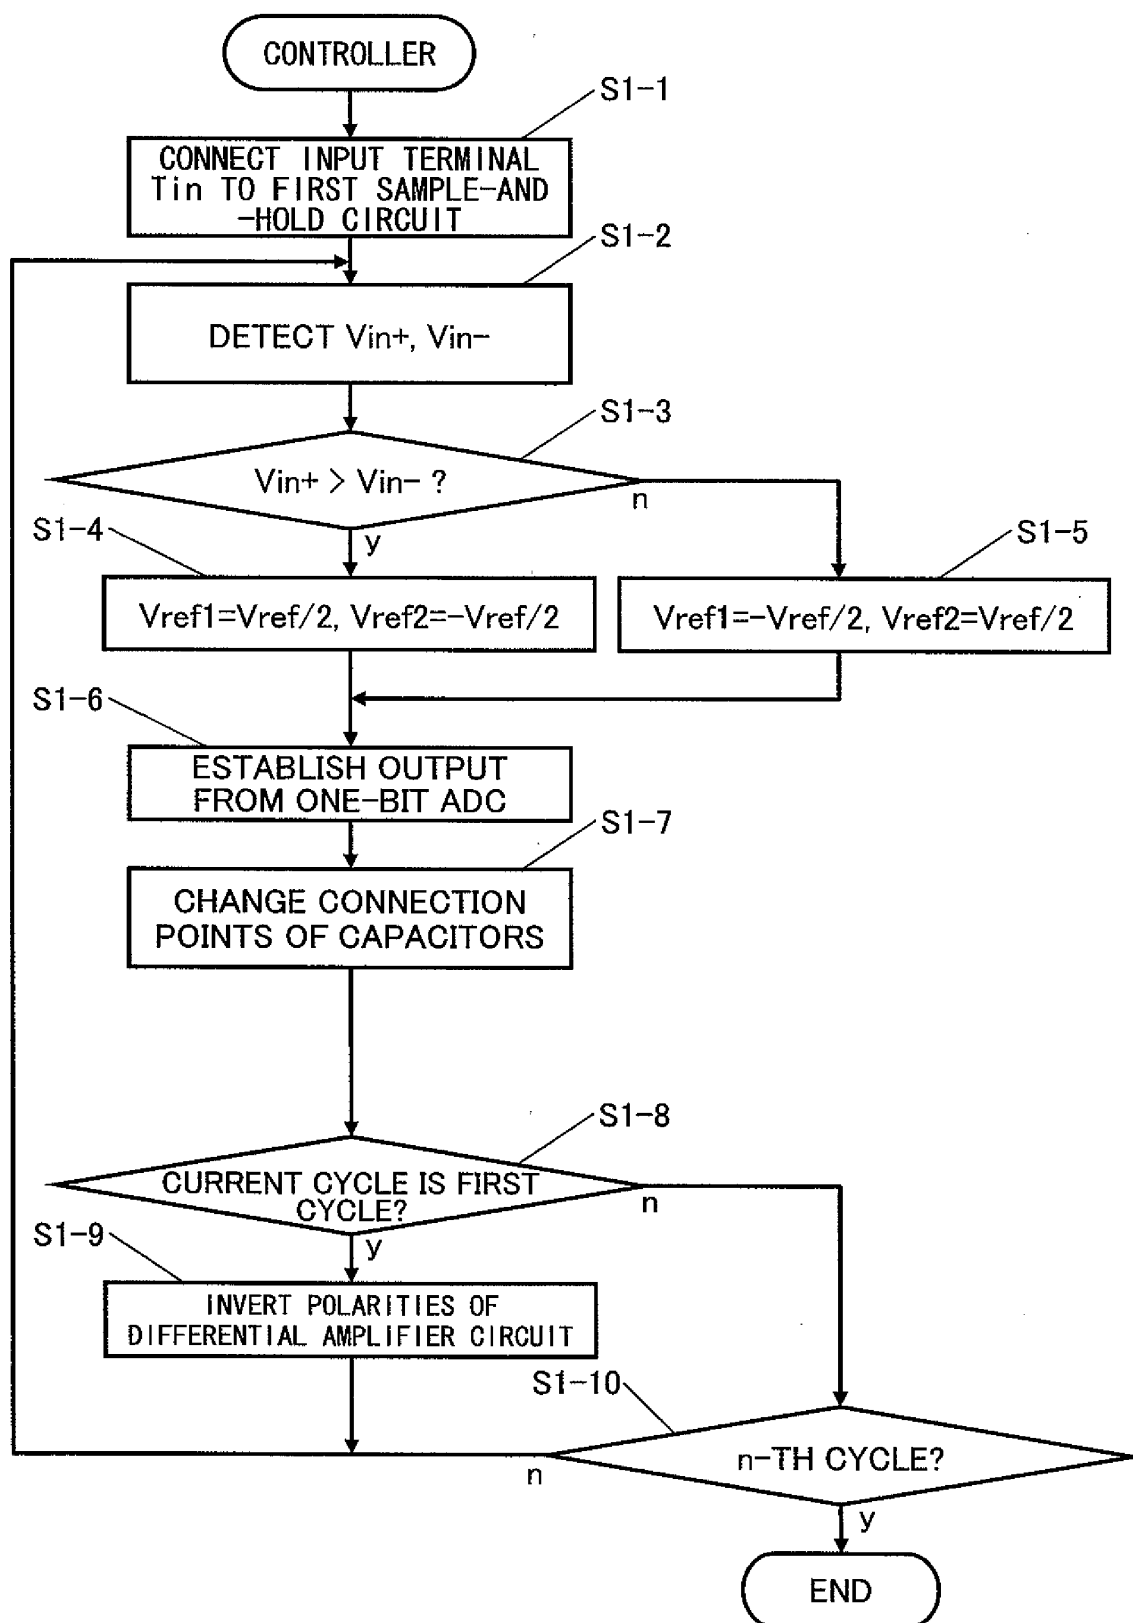 CONTROLLER
S1-1
CONNECT INPUT TERMINAL
Tin TO FIRST SAMPLE-AND
-HOLD CIRCUIT
S1-2
DETECT Vin+, Vin-
S1-3
Vin+ > Vin- ?
n
y
S1-4
Vref1=Vref/2, Vref2=-Vref/2
S1-5
Vref1=-Vref/2, Vref2=Vref/2
S1-6
ESTABLISH OUTPUT
FROM ONE-BIT ADC
S1-7
CHANGE CONNECTION
POINTS OF CAPACITORS
S1-8
CURRENT CYCLE IS FIRST
CYCLE?
n
y
S1-9
INVERT POLARITIES OF
DIFFERENTIAL AMPLIFIER CIRCUIT
S1-10
n-TH CYCLE?
n
y
END